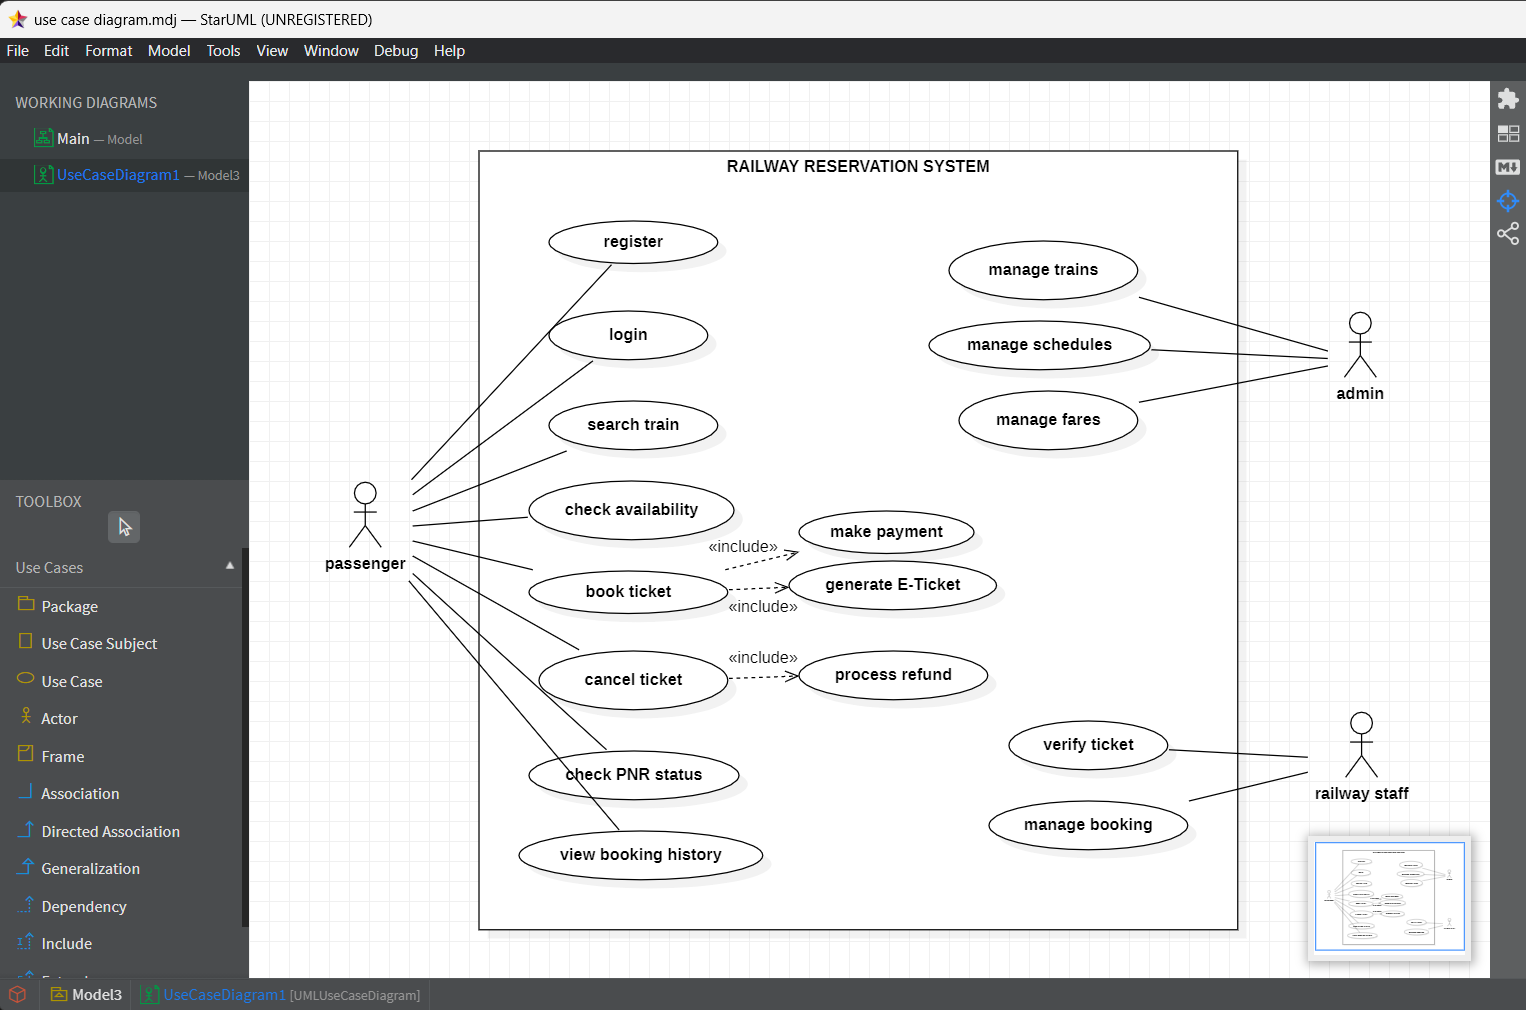 use case diagram.mdj — StarUML (UNREGISTERED)
File Edit Format Model Tools View Window Debug Help
WORKING DIAGRAMS
Main — Model
UseCaseDiagram1 — Model3
TOOLBOX
Use Cases
Package
Use Case Subject
Use Case
Actor
Frame
Association
Directed Association
Generalization
Dependency
Include
RAILWAY RESERVATION SYSTEM
register
login
search train
check availability
book ticket
cancel ticket
check PNR status
view booking history
passenger
«include»
make payment
generate E-Ticket
«include»
«include»
process refund
manage trains
manage schedules
manage fares
admin
verify ticket
manage booking
railway staff
M↓
Model3
UseCaseDiagram1 [UMLUseCaseDiagram]